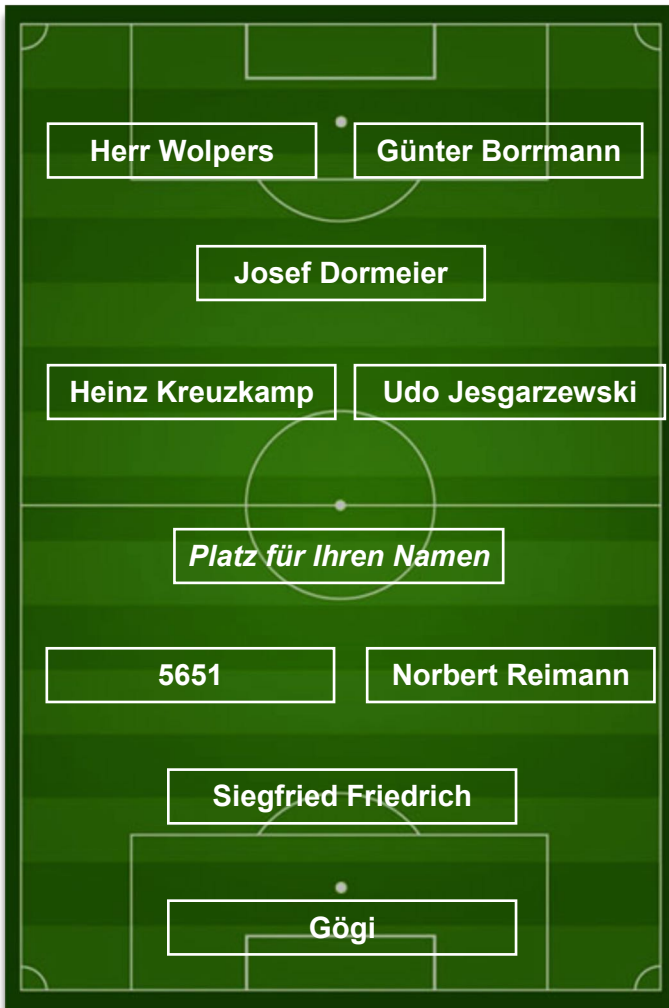 Herr Wolpers
Günter Borrmann
Josef Dormeier
Heinz Kreuzkamp
Udo Jesgarzewski
Platz für Ihren Namen
5651
Norbert Reimann
Siegfried Friedrich
Gögi